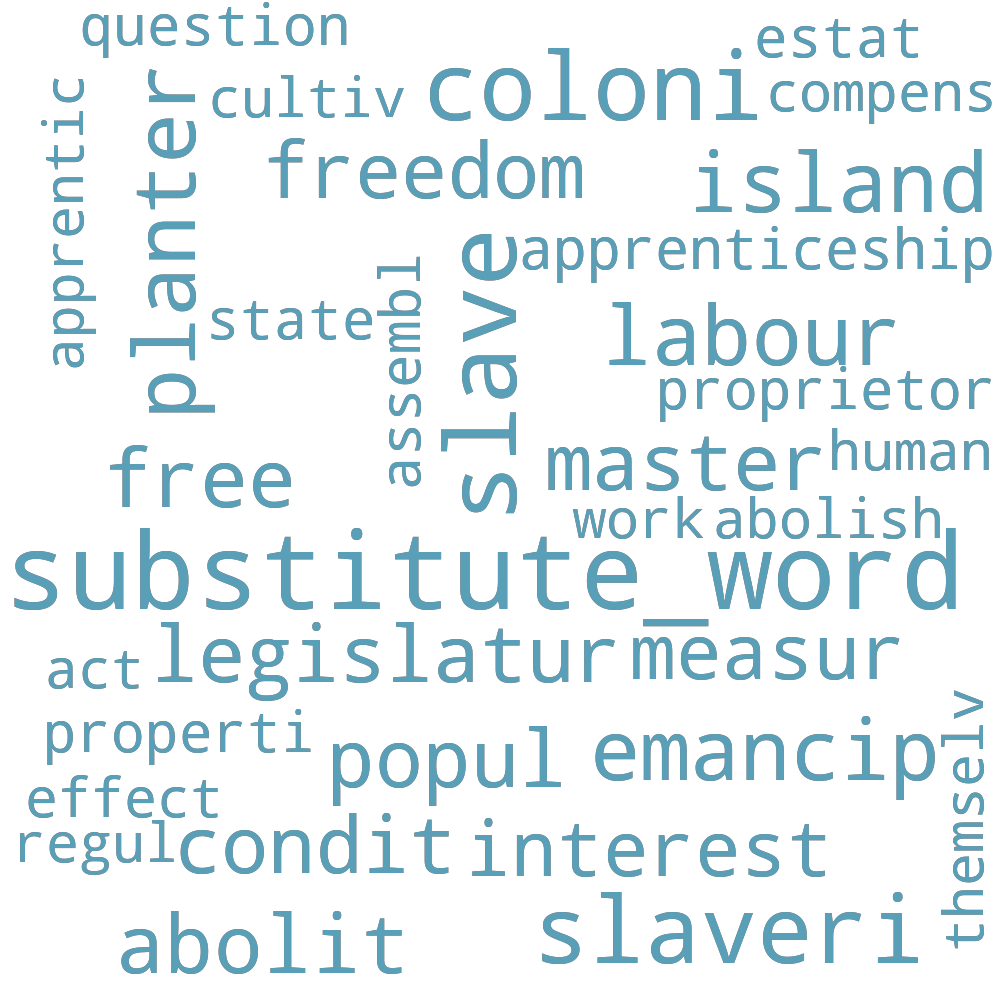 question
estat
cultiv
coloni
compens
apprentic
planter
freedom
island
slave
apprenticeship
assembl
state
labour
proprietor
free
master
human
work
abolish
substitute_word
legislatur
measur
act
properti
popul
emancip
themselv
effect
regul
condit
interest
abolit
slaveri